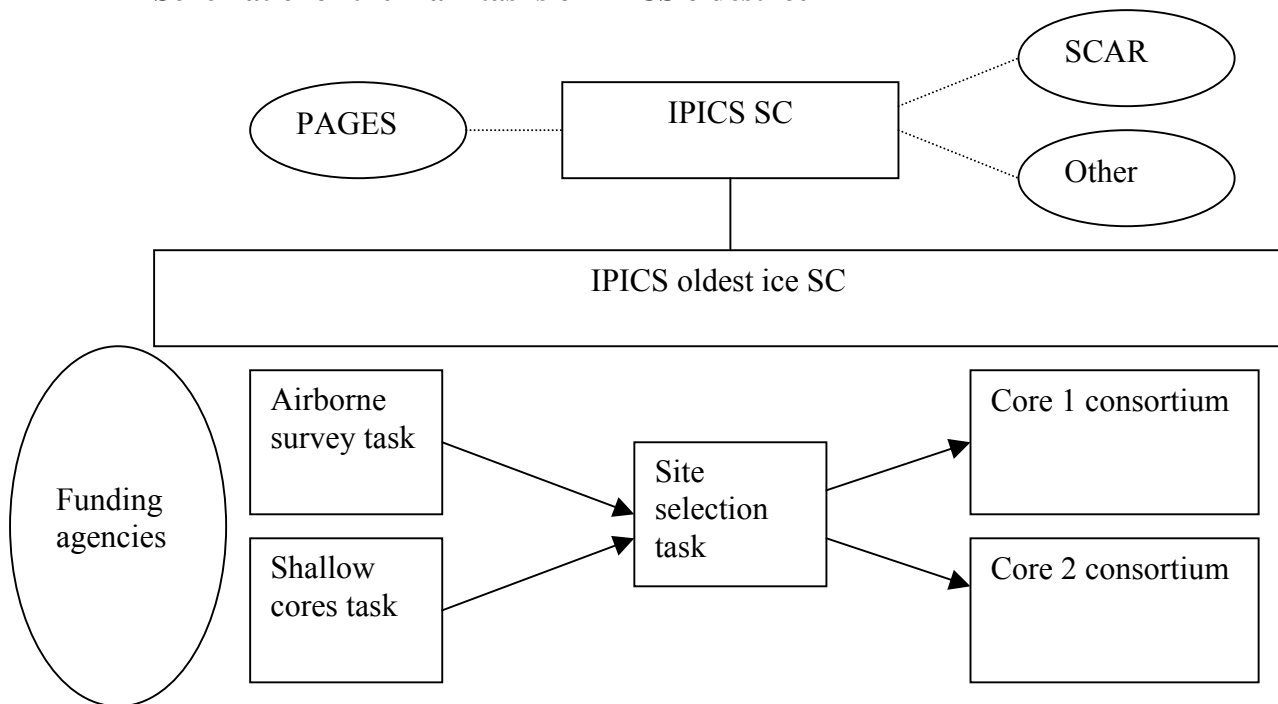 PAGES
IPICS SC
SCAR
Other
IPICS oldest ice SC
Funding
agencies
Airborne
survey task
Shallow
cores task
Site
selection
task
Core 1 consortium
Core 2 consortium